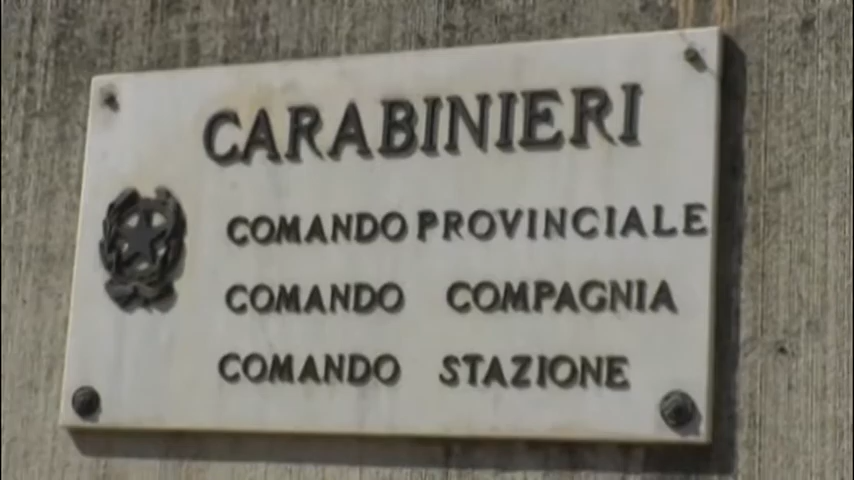 CARABINIERI
COMANDO PROVINCIALE
COMANDO COMPAGNIA
COMANDO STAZIONE